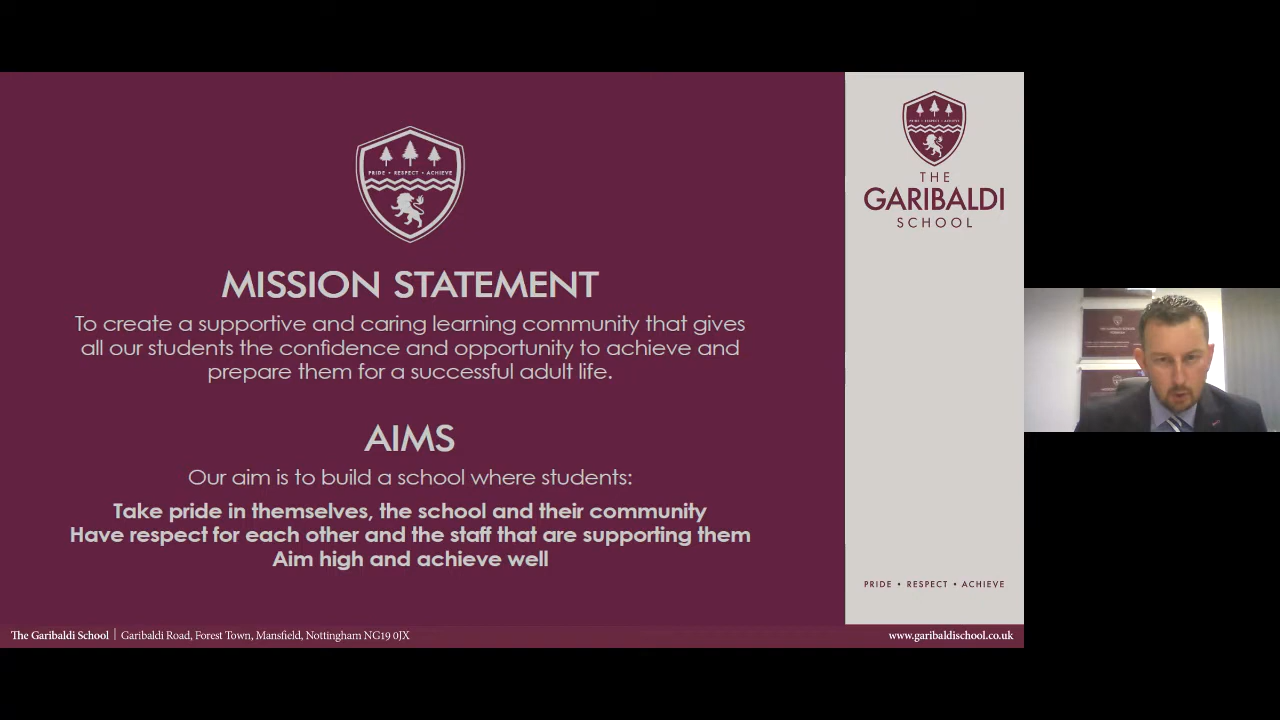 PRIDE • RESPECT • ACHIEVE
MISSION STATEMENT
To create a supportive and caring learning community that gives
all our students the confidence and opportunity to achieve and
prepare them for a successful adult life.
AIMS
Our aim is to build a school where students:
Take pride in themselves, the school and their community
Have respect for each other and the staff that are supporting them
Aim high and achieve well
PRIDE • RESPECT • ACHIEVE
THE
GARIBALDI
SCHOOL
PRIDE • RESPECT • ACHIEVE
The Garibaldi School | Garibaldi Road, Forest Town, Mansfield, Nottingham NG19 0JX
www.garibaldischool.co.uk